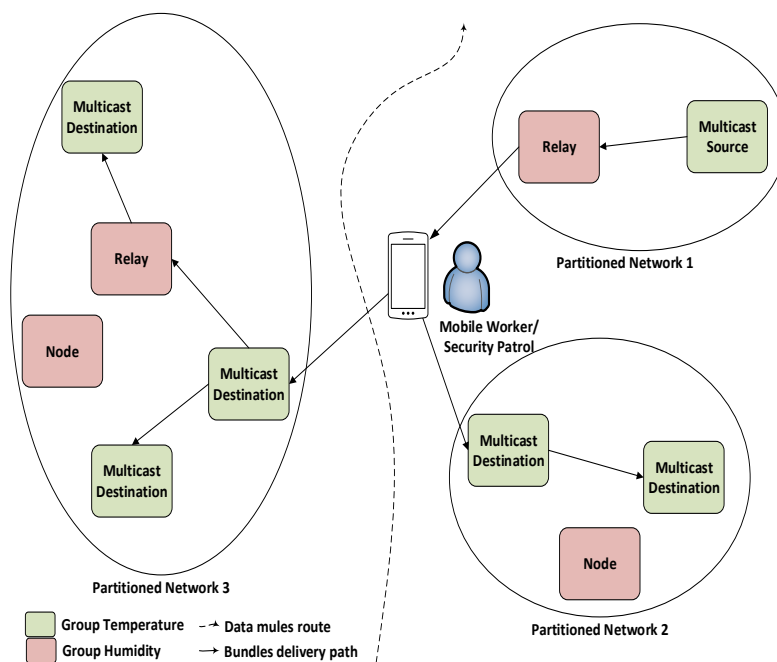 Multicast
Destination
Relay
Node
Multicast
Destination
Multicast
Destination
Partitioned Network 3
Relay
Multicast
Source
Partitioned Network 1
Mobile Worker/
Security Patrol
Multicast
Destination
Multicast
Destination
Node
Partitioned Network 2
Group Temperature
Data mules route
Group Humidity
Bundles delivery path